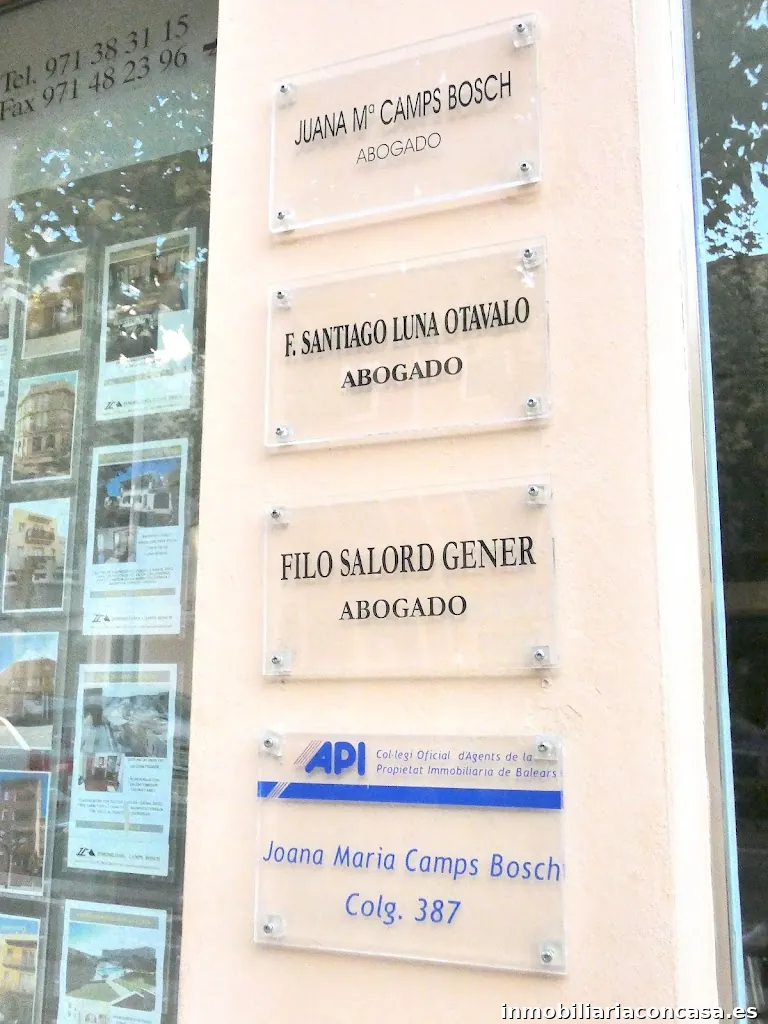 Tel. 971 38 31 15
Fax 971 48 23 96
JUANA Mª CAMPS BOSCH
ABOGADO
F. SANTIAGO LUNA OTAVALO
ABOGADO
FILO SALORD GENER
ABOGADO
API
Col·legi Oficial d'Agents de la
Propietat Immobiliaria de Balears
Joana Maria Camps Bosch
Colg. 387
inmobiliariaconcasa.es